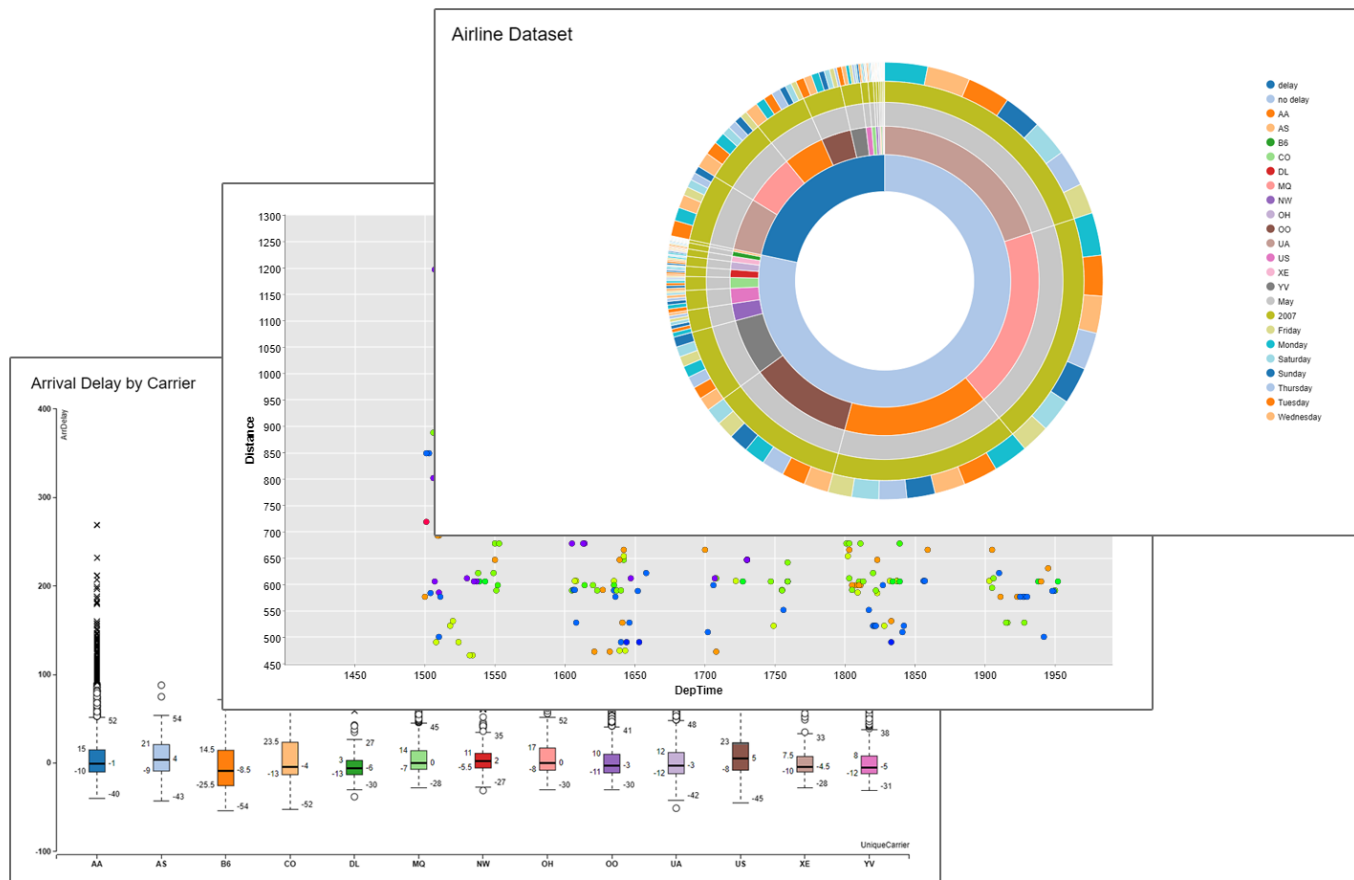 Airline Dataset
delay
no delay
AA
AS
B6
CO
DL
MQ
NW
OH
OO
UA
US
XE
YV
May
2007
Friday
Monday
Saturday
Sunday
Thursday
Tuesday
Wednesday
1300
1250
1200
1150
1100
1050
1000
950
900
850
800
750
700
650
600
550
500
450
Distance
1450 1500 1550 1600 1650 1700 1750 1800 1850 1900 1950
DepTime
Arrival Delay by Carrier
400
300
200
100
0
-100
ArrDelay
52 54 27 45 35 52 41 48 33 38
15 21 14.5 23.5 3 14 11 17 10 12 23 7.5 8
-1 4 -8.5 -4 -6 0 2 0 -3 -3 5 -4.5 -5
-10 -9 -25.5 -13 -13 -7 -5.5 -8 -11 -12 -8 -10 -12
-40 -43 -54 -52 -30 -28 -27 -30 -30 -42 -45 -28 -31
UniqueCarrier
AA AS B6 CO DL MQ NW OH OO UA US XE YV